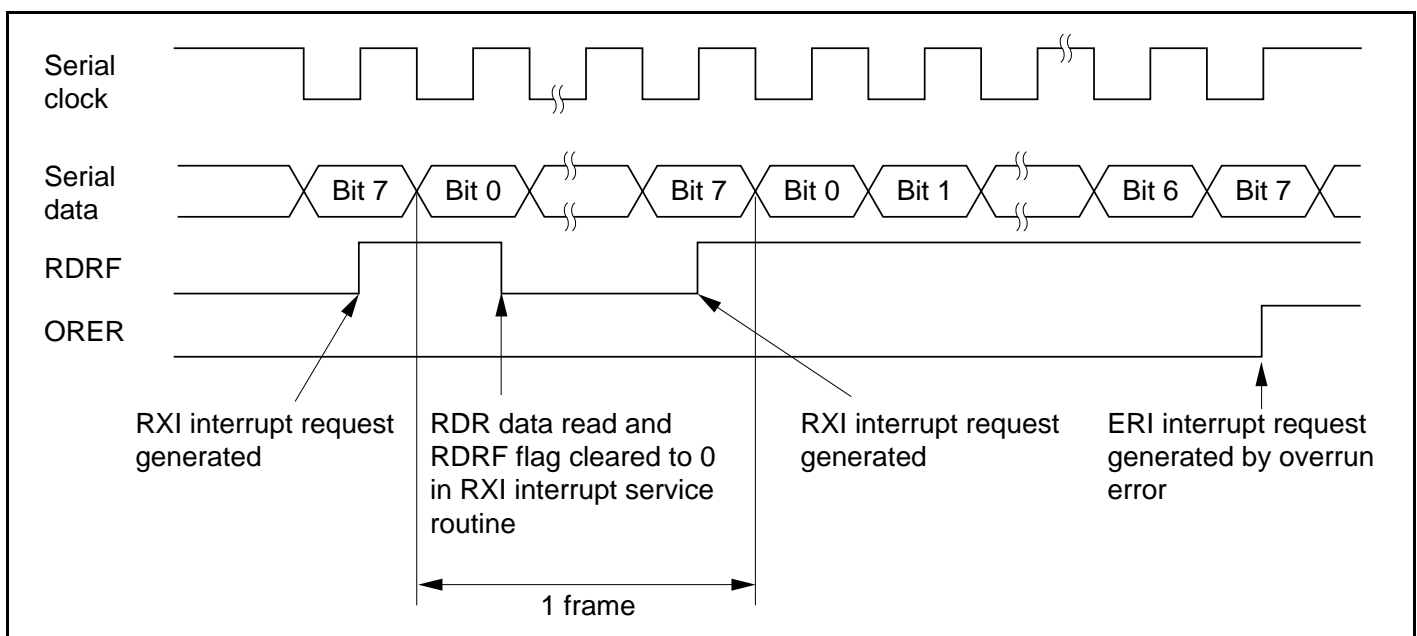 Serial
clock
Serial
data
Bit 7
Bit 0
Bit 7
Bit 0
Bit 1
Bit 6
Bit 7
RDRF
ORER
RXI interrupt request
generated
RDR data read and
RDRF flag cleared to 0
in RXI interrupt service
routine
RXI interrupt request
generated
ERI interrupt request
generated by overrun
error
1 frame